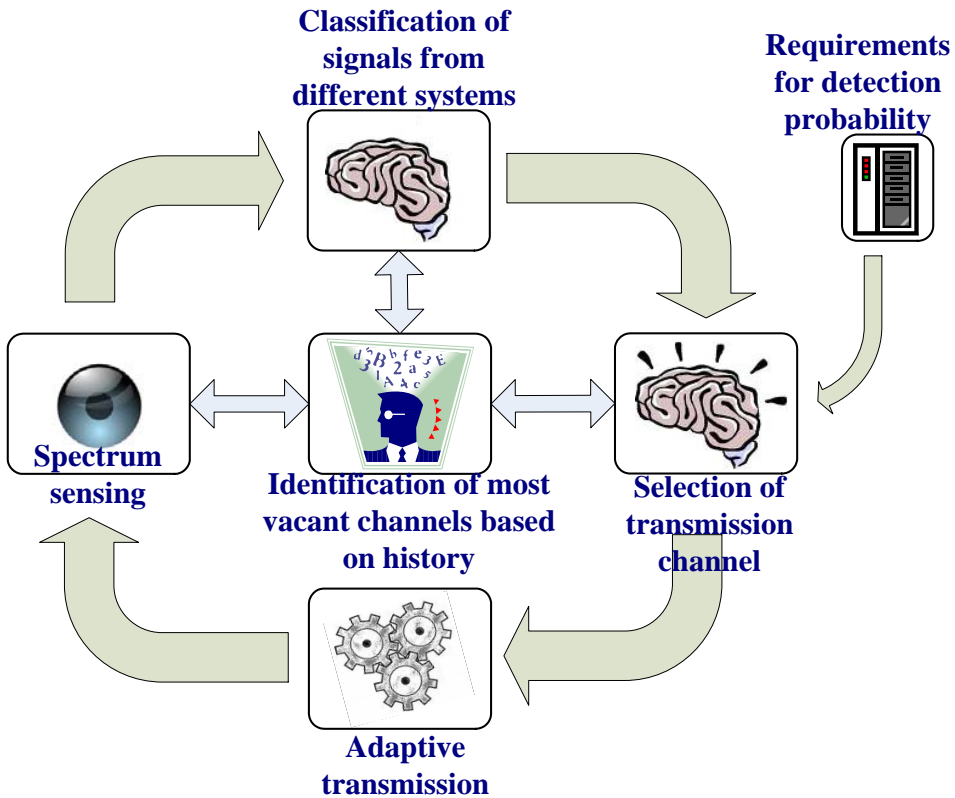 Classification of
signals from
different systems
Requirements
for detection
probability
Spectrum
sensing
Identification of most
vacant channels based
on history
Selection of
transmission
channel
Adaptive
transmission